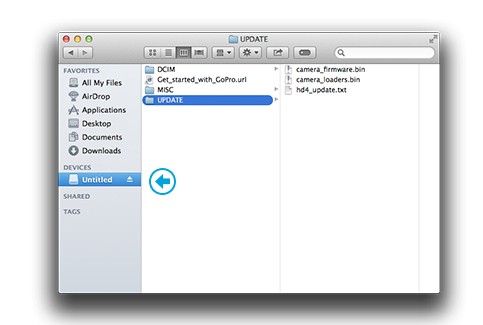 UPDATE
FAVORITES
All My Files
AirDrop
Applications
Desktop
Documents
Downloads
DEVICES
Untitled
SHARED
TAGS
DCIM
Get_started_with_GoPro.url
MISC
UPDATE
camera_firmware.bin
camera_loaders.bin
hd4_update.txt